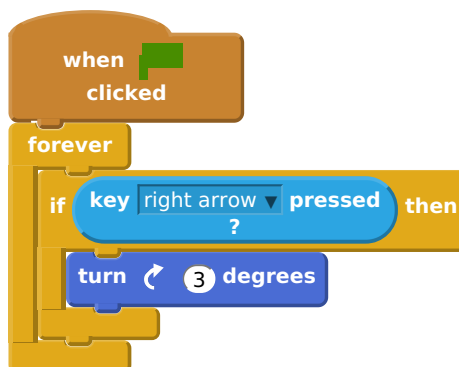 when
clicked
forever
if key right arrow ▼ pressed ? then
turn 3 degrees